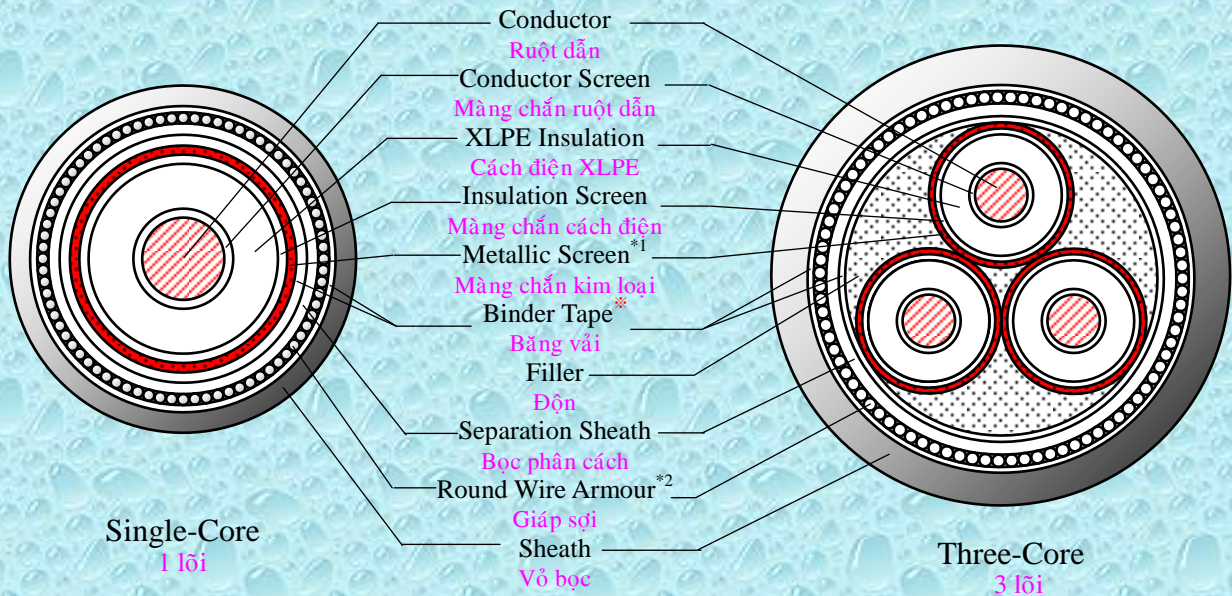 Conductor
Ruột dẫn
Conductor Screen
Màng chắn ruột dẫn
XLPE Insulation
Cách điện XLPE
Insulation Screen
Màng chắn cách điện
Metallic Screen*1
Màng chắn kim loại
Binder Tape※
Băng vải
Filler
Độn
Separation Sheath
Bọc phân cách
Round Wire Armour*2
Giáp sợi
Sheath
Vỏ bọc
Single-Core
1 lõi
Three-Core
3 lõi